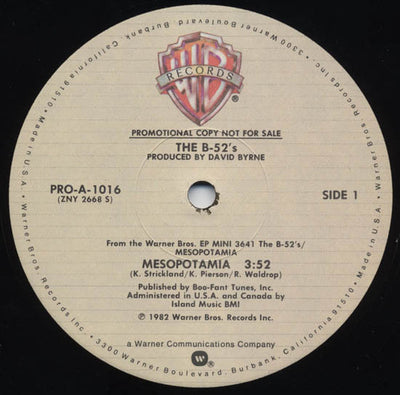 WB
RECORDS
®
PROMOTIONAL COPY NOT FOR SALE
THE B-52's
PRODUCED BY DAVID BYRNE
PRO-A-1016
(ZNY 2668 S)
SIDE 1
From the Warner Bros. EP MINI 3641 The B-52's/
MESOPOTAMIA
MESOPOTAMIA 3:52
(K. Strickland/K. Pierson/R. Waldrop)
Published by Boo-Fant Tunes, Inc.
Administered in U.S.A. and Canada by
Island Music BMI
℗ 1982 Warner Bros. Records Inc.
a Warner Communications Company
W ®
Warner Bros. Records Inc. • 3300 Warner Boulevard, Burbank, California 91510 • Made in U.S.A. •
Warner Bros. Records Inc. • 3300 Warner Boulevard, Burbank, California 91510 • Made in U.S.A. •